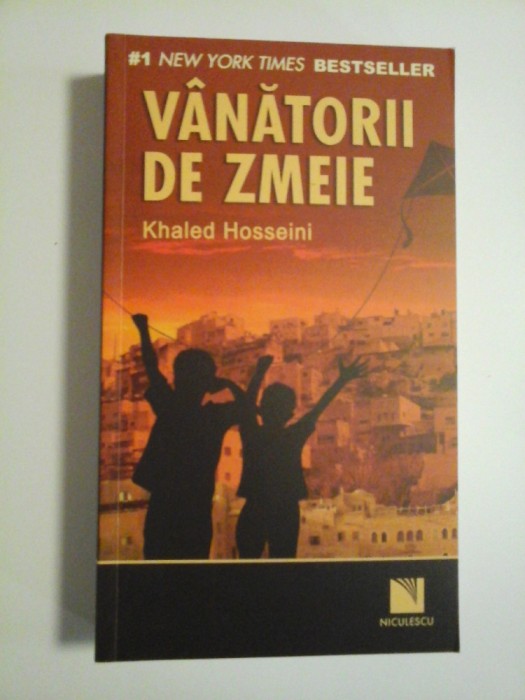 #1 NEW YORK TIMES BESTSELLER
VÂNĂTORII
DE ZMEIE
Khaled Hosseini
NICULESCU